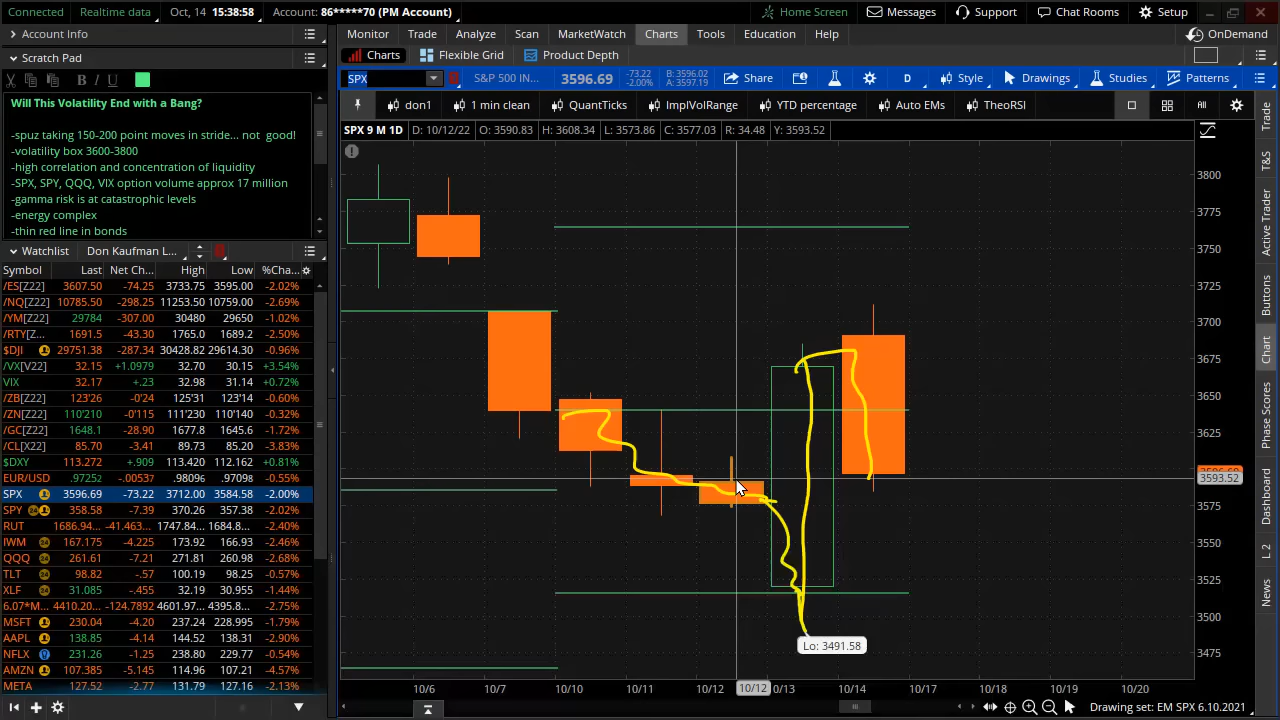 Connected Realtime data Oct, 14 15:38:58 Account: 86*****70 (PM Account) Home Screen Messages Support Chat Rooms Setup
Account Info
Monitor Trade Analyze Scan MarketWatch Charts Tools Education Help OnDemand
Scratch Pad
Charts Flexible Grid Product Depth
B I U
SPX S&P 500 IN... 3596.69 -73.22 -2.00% B: 3596.02 A: 3597.19 Share D Style Drawings Studies Patterns
don1 1 min clean QuantTicks ImplVolRange YTD percentage Auto EMs TheoRSI All
SPX 9 M 1D D: 10/12/22 O: 3590.83 H: 3608.34 L: 3573.86 C: 3577.03 R: 34.48 Y: 3593.52
Will This Volatility End with a Bang?
-spuz taking 150-200 point moves in stride... not good!
-volatility box 3600-3800
-high correlation and concentration of liquidity
-SPX, SPY, QQQ, VIX option volume approx 17 million
-gamma risk is at catastrophic levels
-energy complex
-thin red line in bonds
Watchlist Don Kaufman L...
Symbol Last Net Ch... High Low %Cha...
/ES[Z22] 3607.50 -74.25 3733.75 3595.00 -2.02%
/NQ[Z22] 10785.50 -298.25 11253.50 10759.00 -2.69%
/YM[Z22] 29784 -307.00 30480 29650 -1.02%
/RTY[Z... 1691.5 -43.30 1765.0 1689.2 -2.50%
$DJI 29751.38 -287.34 30428.82 29614.30 -0.96%
/VX[V22] 32.15 +1.0979 32.70 30.15 +3.54%
VIX 32.17 +.23 32.98 31.14 +0.72%
/ZB[Z22] 123'26 -0'24 125'31 123'14 -0.60%
/ZN[Z22] 110'210 -0'115 111'230 110'140 -0.32%
/GC[Z22] 1648.1 -28.90 1677.8 1645.6 -1.72%
/CL[X22] 85.70 -3.41 89.73 85.20 -3.83%
$DXY 113.272 +.909 113.420 112.162 +0.81%
EUR/USD .97252 -.00537 .98098 .97098 -0.55%
SPX 3596.69 -73.22 3712.00 3584.58 -2.00%
SPY 358.58 -7.39 370.26 357.38 -2.02%
RUT 1686.94... -41.463... 1747.84... 1684.8... -2.40%
IWM 167.175 -4.225 173.92 166.93 -2.46%
QQQ 261.61 -7.21 271.61 260.98 -2.68%
TLT 98.82 -.57 100.19 98.25 -0.57%
XLF 31.085 -.455 32.19 30.955 -1.44%
6.07*M... 4410.20... -124.7892 4601.97... 4395.8... -2.75%
MSFT 230.04 -4.20 237.24 228.995 -1.79%
AAPL 138.85 -4.14 144.52 138.31 -2.90%
NFLX 231.26 -1.25 238.80 229.77 -0.54%
AMZN 107.385 -5.145 114.96 107.21 -4.57%
META 127.52 -2.77 131.79 127.16 -2.13%
3800
3775
3750
3725
3700
3675
3650
3625
3593.52
3575
3550
3525
3500
3475
Lo: 3491.58
10/6 10/7 10/10 10/11 10/12 10/12 0/13 10/14 10/17 10/18 10/19 10/20
Drawing set: EM SPX 6.10.2021
Trade
T&S
Active Trader
Buttons
Chart
Phase Scores
Dashboard
L 2
News